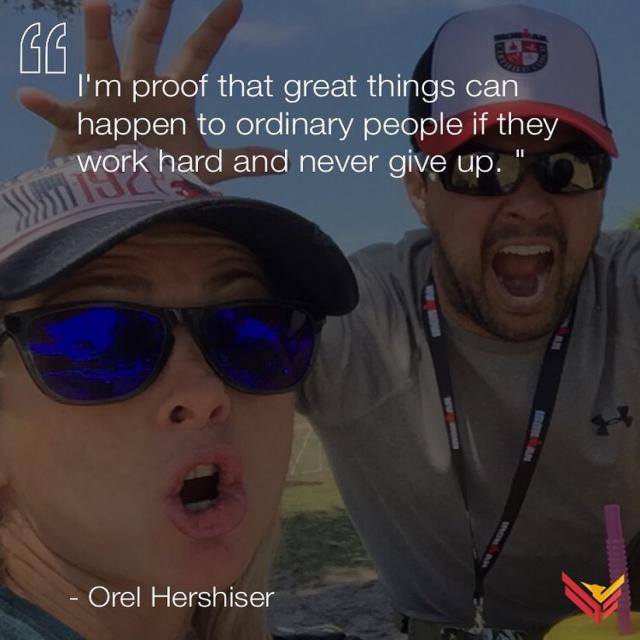 I'm proof that great things can
happen to ordinary people if they
work hard and never give up. "
- Orel Hershiser